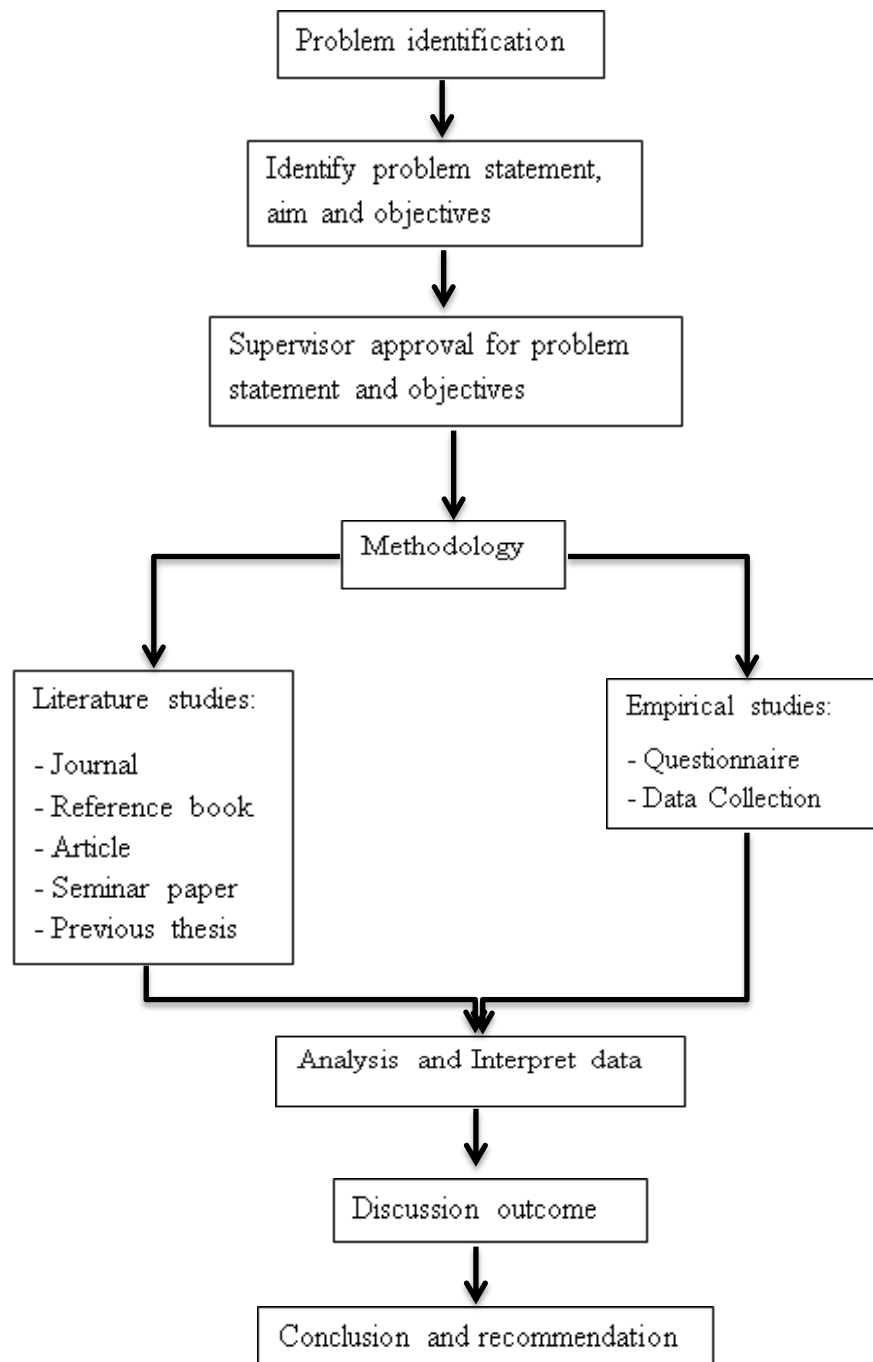 Problem identification
Identify problem statement,
aim and objectives
Supervisor approval for problem
statement and objectives
Methodology
Literature studies:
- Journal
- Reference book
- Article
- Seminar paper
- Previous thesis
Empirical studies:
- Questionnaire
- Data Collection
Analysis and Interpret data
Discussion outcome
Conclusion and recommendation